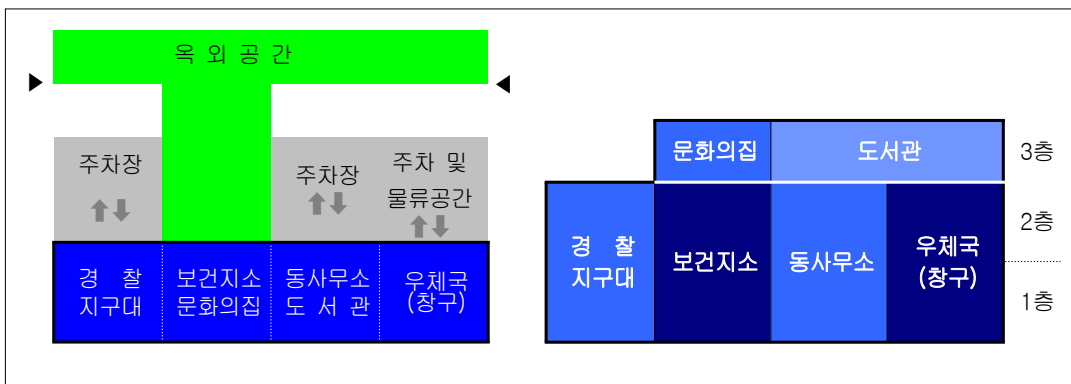 옥 외 공 간
주차장
주차장
주차 및
물류공간
경 찰
지구대
보건지소
문화의집
동사무소
도 서 관
우체국
(창구)
문화의집
도서관
3층
경 찰
지구대
보건지소
동사무소
우체국
(창구)
2층
1층